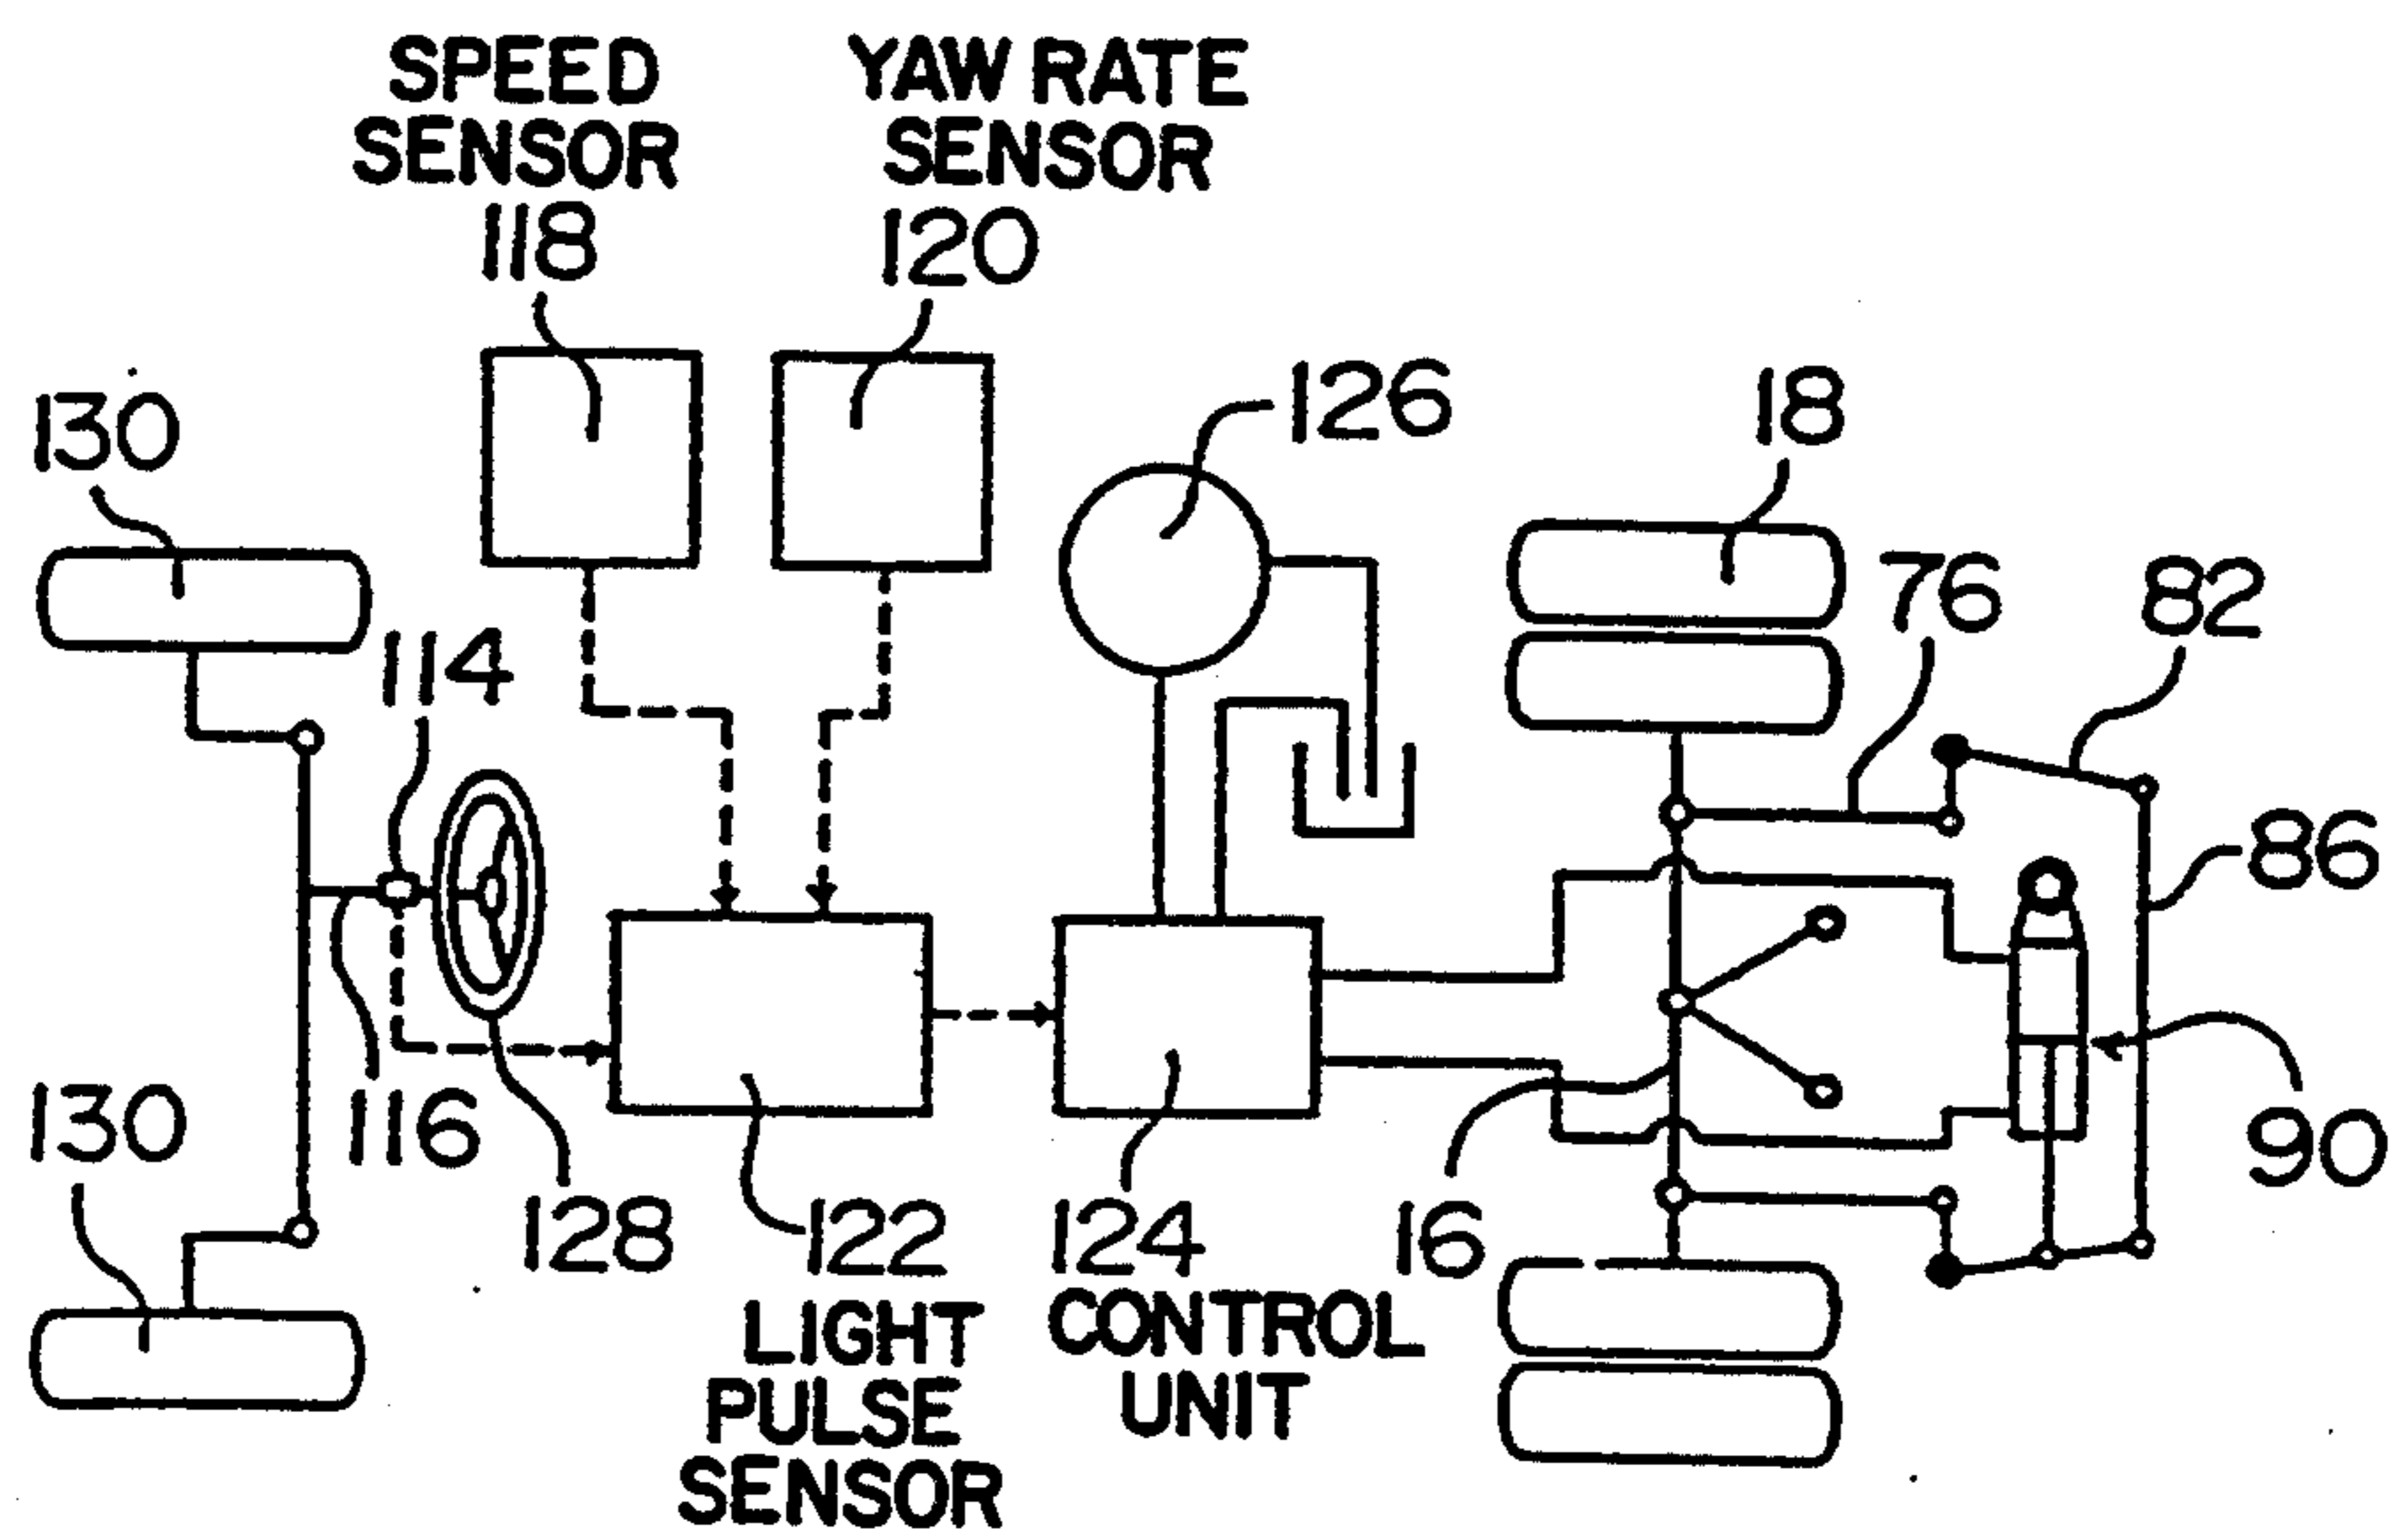 SPEED
SENSOR
118
YAW RATE
SENSOR
120
130
114
126
18
76
82
86
130
116
128
122
LIGHT
PULSE
SENSOR
124
CONTROL
UNIT
16
90